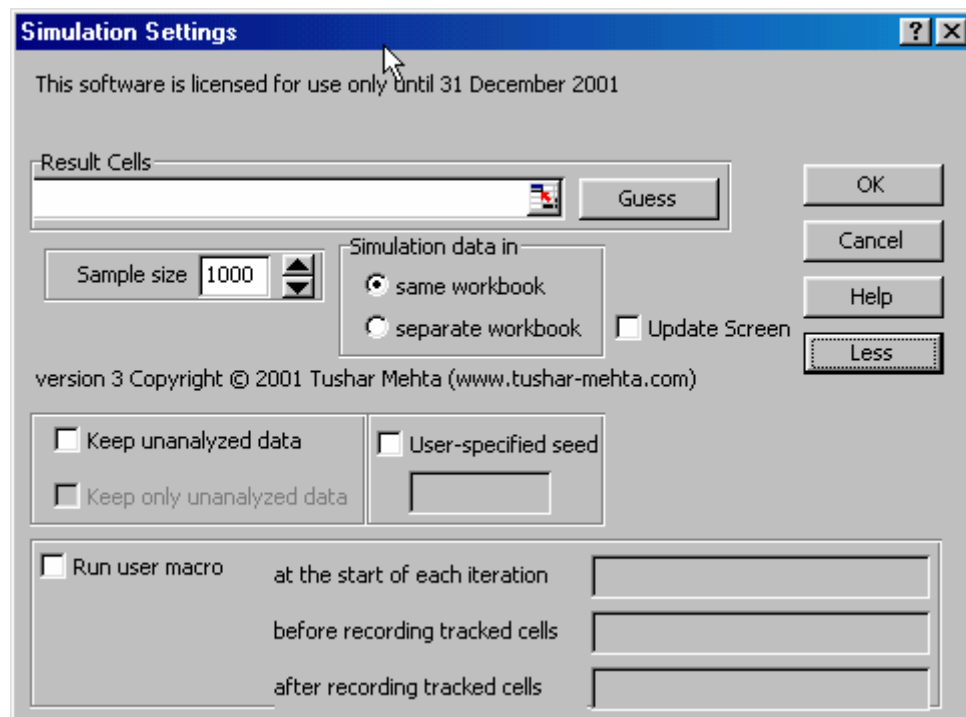 Simulation Settings
This software is licensed for use only until 31 December 2001
Result Cells
Guess
OK
Cancel
Help
Less
Sample size 1000
Simulation data in
same workbook
separate workbook
Update Screen
version 3 Copyright © 2001 Tushar Mehta (www.tushar-mehta.com)
Keep unanalyzed data
Keep only unanalyzed data
User-specified seed
Run user macro
at the start of each iteration
before recording tracked cells
after recording tracked cells